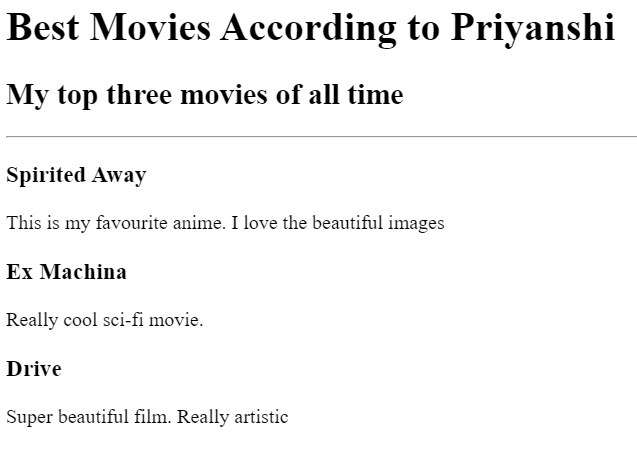 Best Movies According to Priyanshi
My top three movies of all time
Spirited Away
This is my favourite anime. I love the beautiful images
Ex Machina
Really cool sci-fi movie.
Drive
Super beautiful film. Really artistic